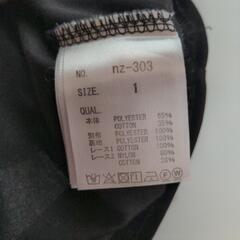 NO. nz-303
SIZE. 1
QUAL.
本体 POLYESTER 65%
COTTON 35%
別布 POLYESTER 100%
裏地 POLYESTER 100%
レース1 COTTON 100%
レース2 NYLON 80%
COTTON 20%